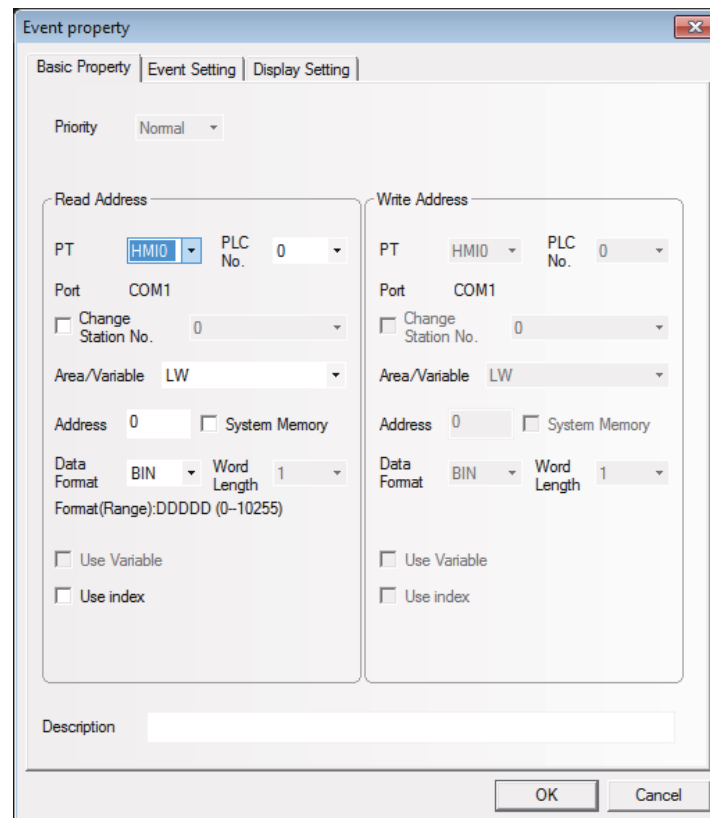 Event property
Basic Property Event Setting Display Setting
Priority Normal
Read Address
PT HMI0 PLC No. 0
Port COM1
Change Station No. 0
Area/Variable LW
Address 0 System Memory
Data Format BIN Word Length 1
Format(Range):DDDDD (0--10255)
Use Variable
Use index
Write Address
PT HMI0 PLC No. 0
Port COM1
Change Station No. 0
Area/Variable LW
Address 0 System Memory
Data Format BIN Word Length 1
Use Variable
Use index
Description
OK Cancel